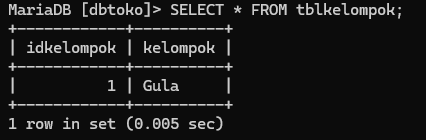 MariaDB [dbtoko]> SELECT * FROM tblkelompok;
+------------+----------+
| idkelompok | kelompok |
+------------+----------+
|          1 | Gula     |
+------------+----------+
1 row in set (0.005 sec)